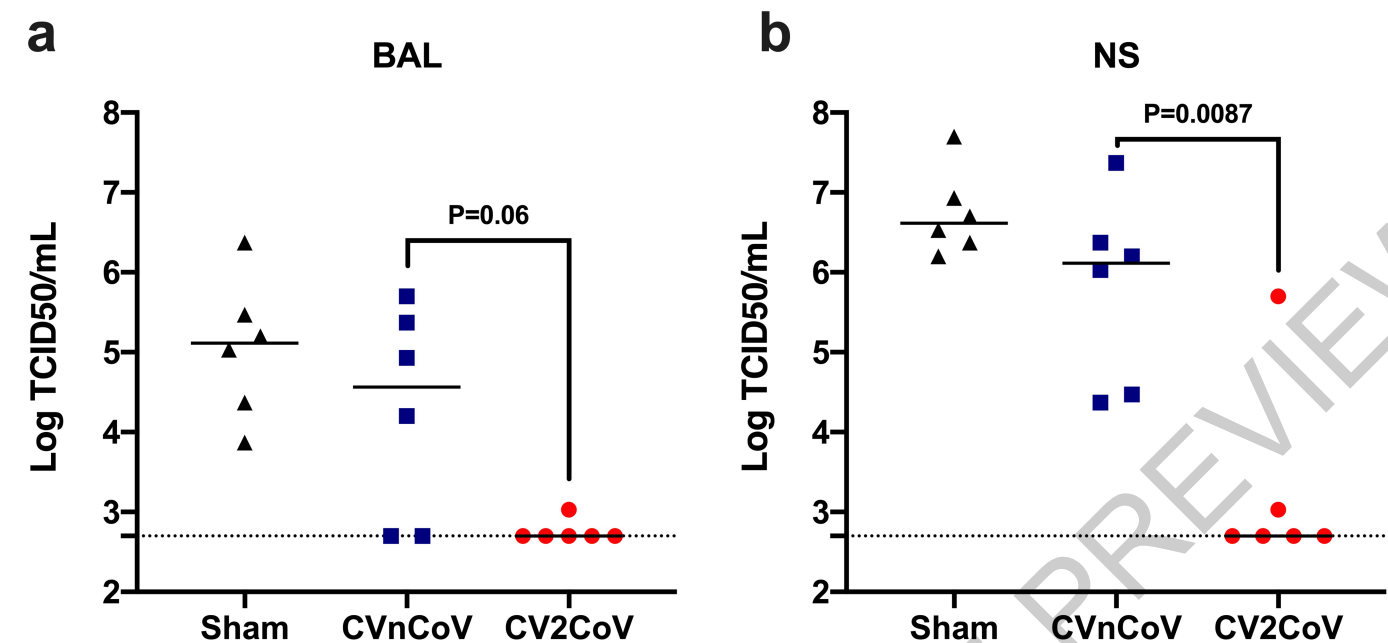 a
BAL
8
7
6
5
4
3
2
Log TCID50/mL
P=0.06
Sham CVnCoV CV2CoV
b
NS
8
7
6
5
4
3
2
Log TCID50/mL
P=0.0087
Sham CVnCoV CV2CoV
PREVIEW